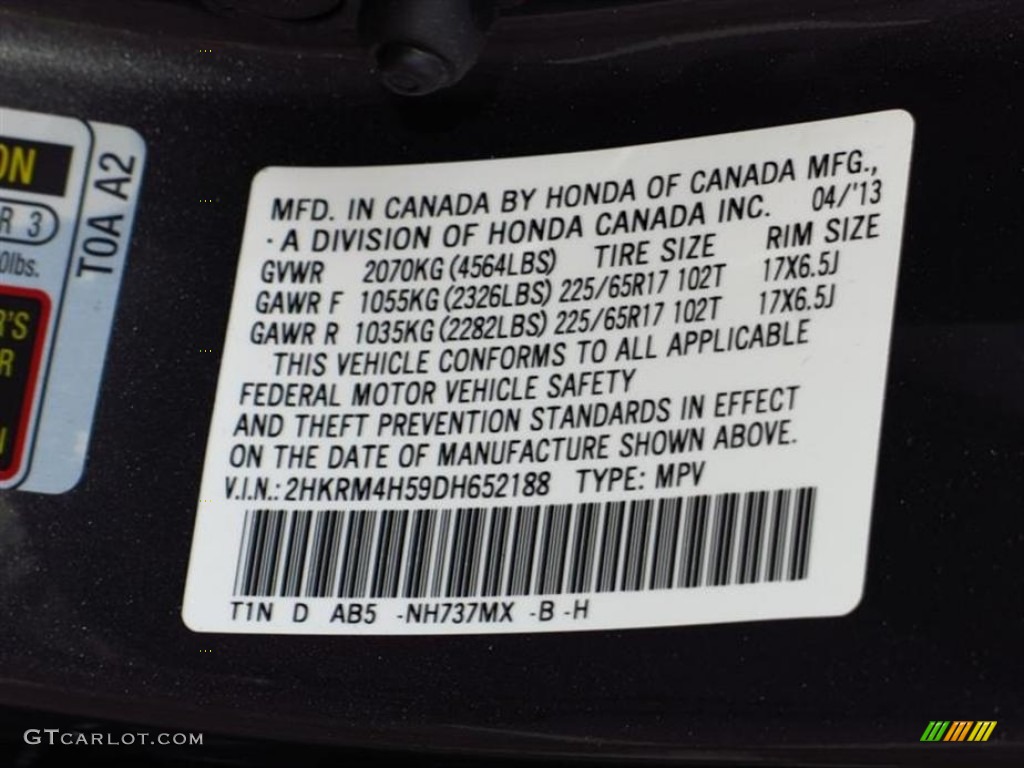 ON
R 3
0lbs.
T0A A2
R'S
R
N
MFD. IN CANADA BY HONDA OF CANADA MFG.,
- A DIVISION OF HONDA CANADA INC. 04/'13
GVWR 2070KG (4564LBS) TIRE SIZE RIM SIZE
GAWR F 1055KG (2326LBS) 225/65R17 102T 17X6.5J
GAWR R 1035KG (2282LBS) 225/65R17 102T 17X6.5J
THIS VEHICLE CONFORMS TO ALL APPLICABLE
FEDERAL MOTOR VEHICLE SAFETY
AND THEFT PREVENTION STANDARDS IN EFFECT
ON THE DATE OF MANUFACTURE SHOWN ABOVE.
V.I.N.: 2HKRM4H59DH652188 TYPE: MPV
T1N D AB5 -NH737MX -B -H
GTCARLOT.COM